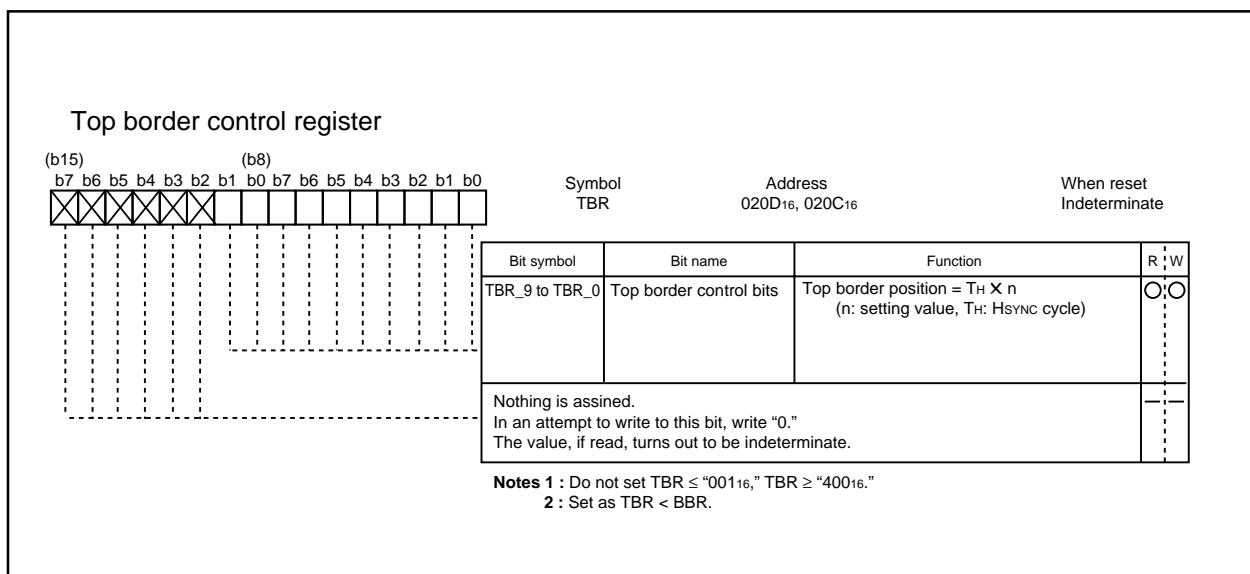 Top border control register
(b15) (b8)
b7 b6 b5 b4 b3 b2 b1 b0 b7 b6 b5 b4 b3 b2 b1 b0
Symbol Address When reset
TBR 020D16, 020C16 Indeterminate
Bit symbol Bit name Function R W
TBR_9 to TBR_0 Top border control bits Top border position = TH × n
(n: setting value, TH: HSYNC cycle)
Nothing is assined.
In an attempt to write to this bit, write “0.”
The value, if read, turns out to be indeterminate.
Notes 1 : Do not set TBR ≤ “00116,” TBR ≥ “40016.”
2 : Set as TBR < BBR.